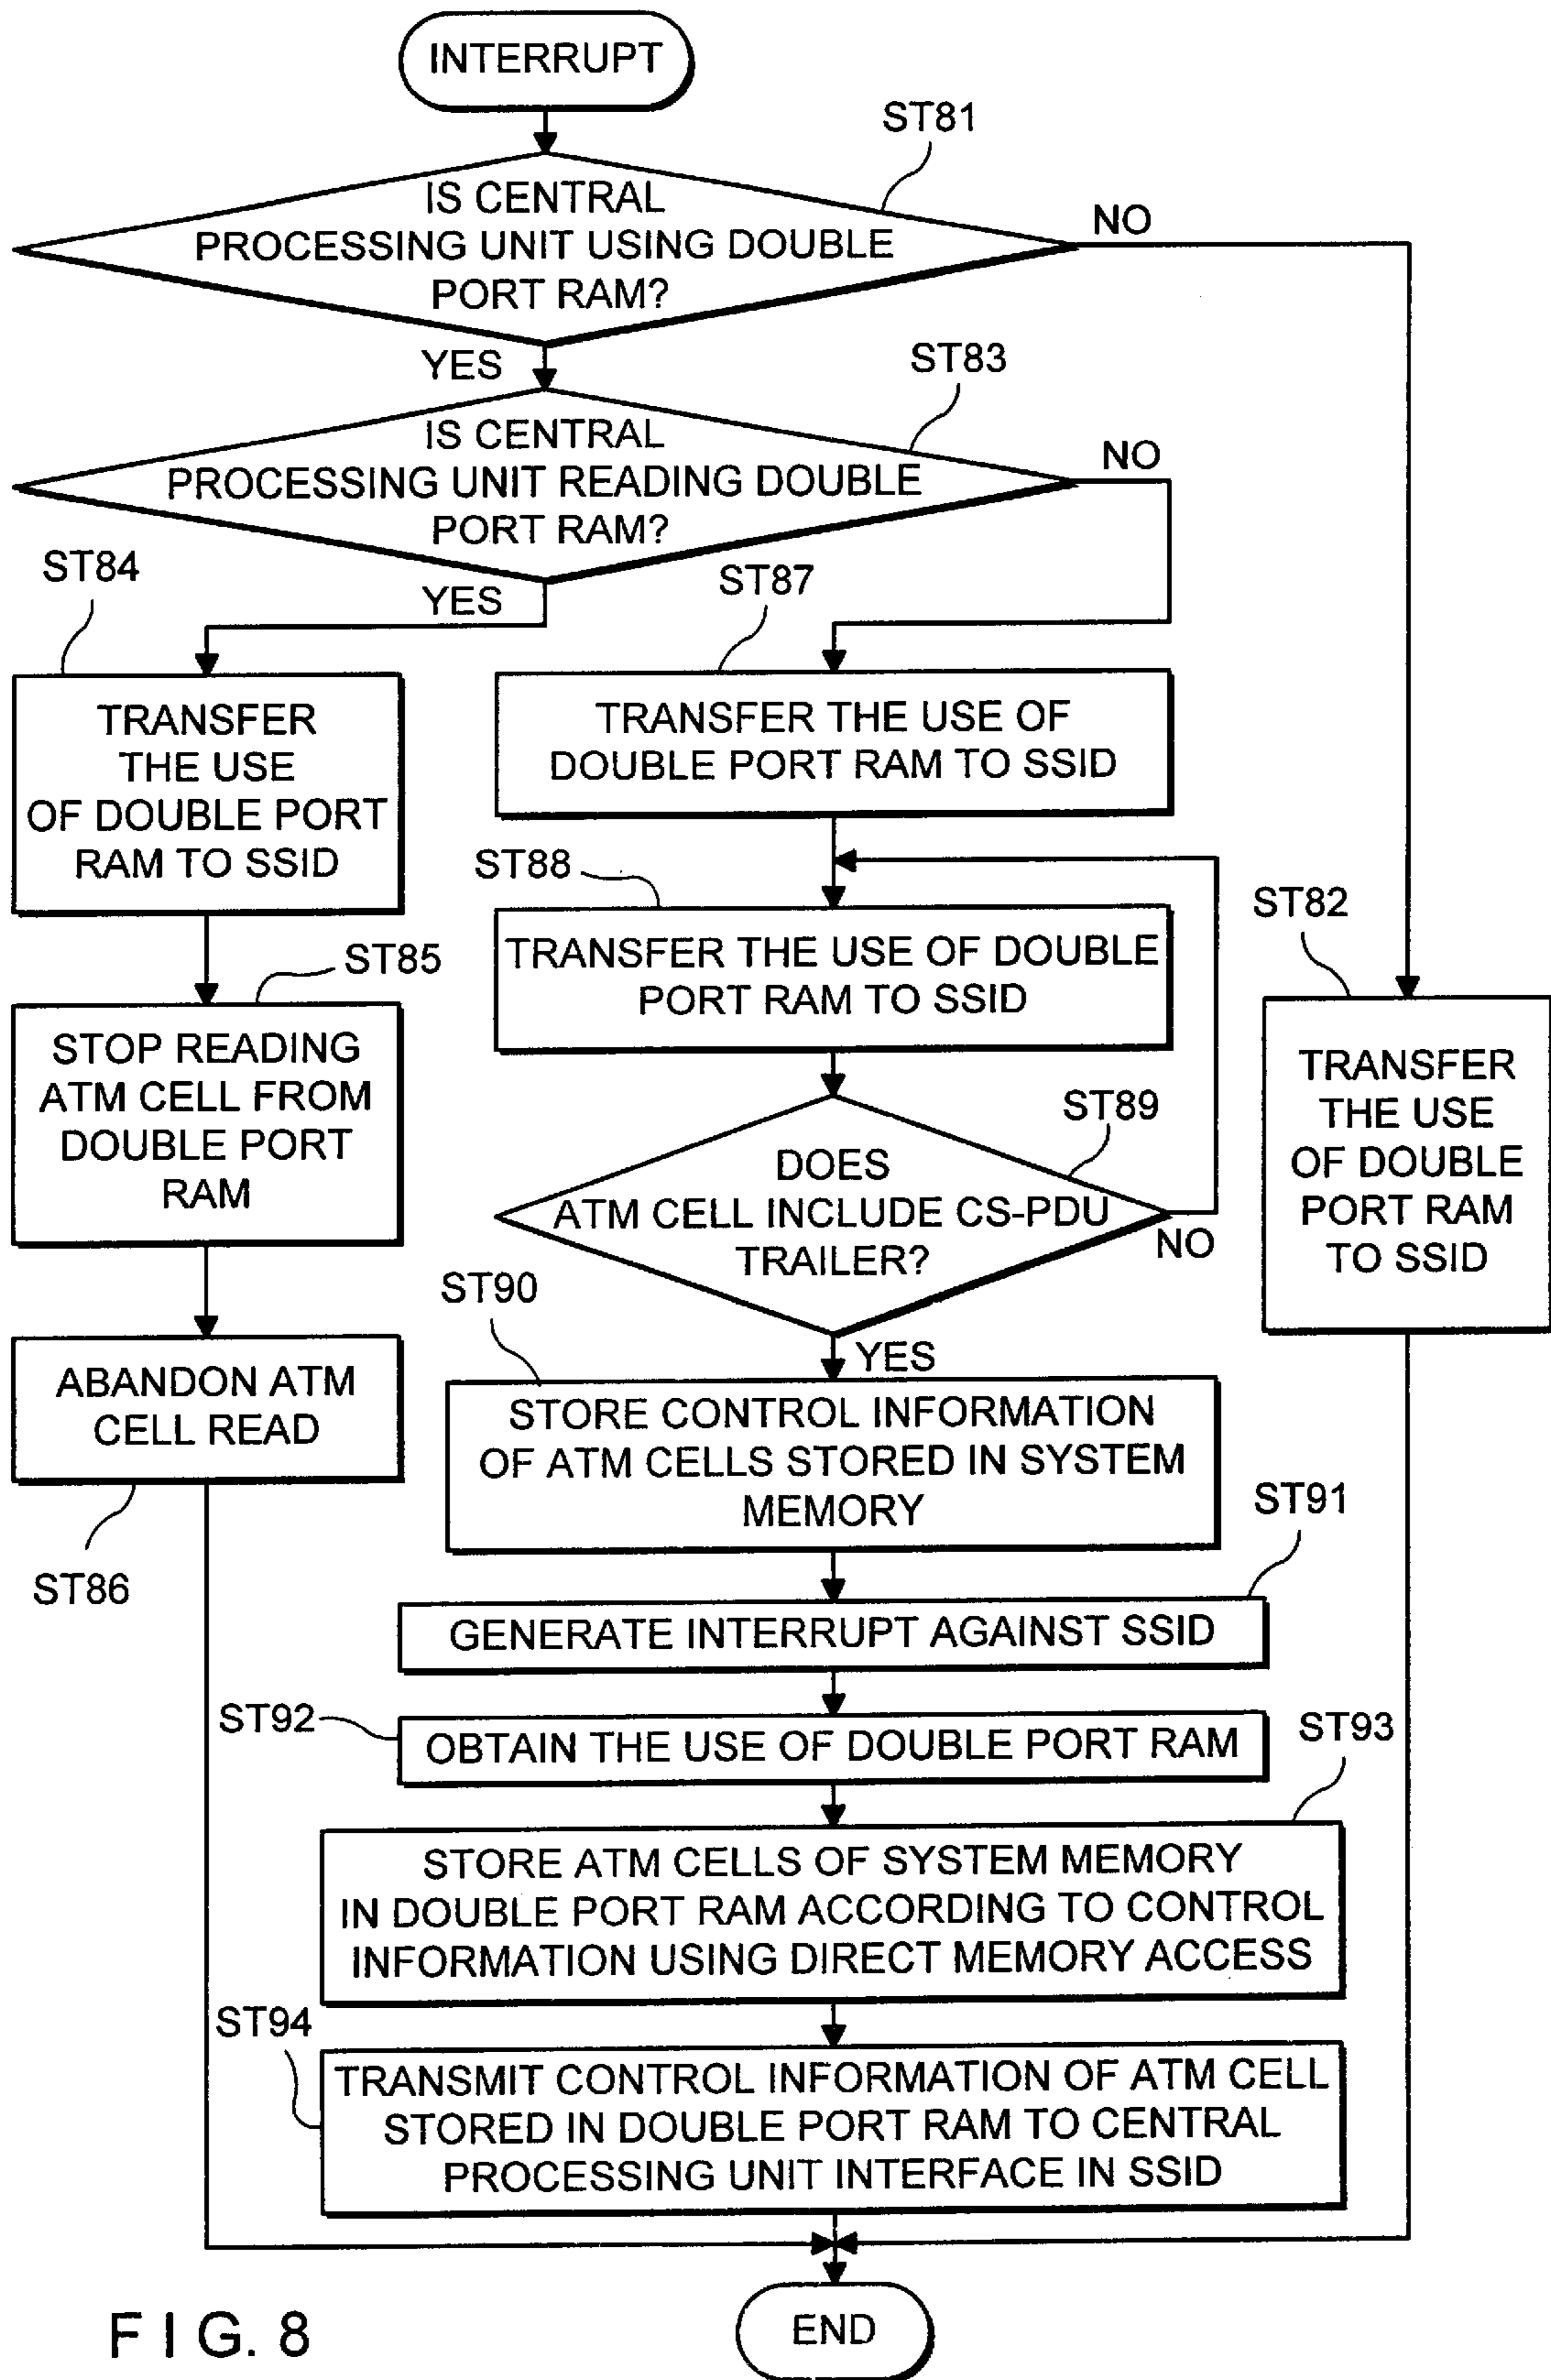 INTERRUPT
ST81
IS CENTRAL
PROCESSING UNIT USING DOUBLE
PORT RAM?
NO
YES
ST83
IS CENTRAL
PROCESSING UNIT READING DOUBLE
PORT RAM?
NO
YES
ST84
TRANSFER
THE USE
OF DOUBLE PORT
RAM TO SSID
ST85
STOP READING
ATM CELL FROM
DOUBLE PORT
RAM
ABANDON ATM
CELL READ
ST86
ST87
TRANSFER THE USE OF
DOUBLE PORT RAM TO SSID
ST88
TRANSFER THE USE OF DOUBLE
PORT RAM TO SSID
ST89
DOES
ATM CELL INCLUDE CS-PDU
TRAILER?
NO
YES
ST82
TRANSFER
THE USE
OF DOUBLE
PORT RAM
TO SSID
ST90
STORE CONTROL INFORMATION
OF ATM CELLS STORED IN SYSTEM
MEMORY
ST91
GENERATE INTERRUPT AGAINST SSID
ST92
OBTAIN THE USE OF DOUBLE PORT RAM
ST93
STORE ATM CELLS OF SYSTEM MEMORY
IN DOUBLE PORT RAM ACCORDING TO CONTROL
INFORMATION USING DIRECT MEMORY ACCESS
ST94
TRANSMIT CONTROL INFORMATION OF ATM CELL
STORED IN DOUBLE PORT RAM TO CENTRAL
PROCESSING UNIT INTERFACE IN SSID
END
FIG. 8